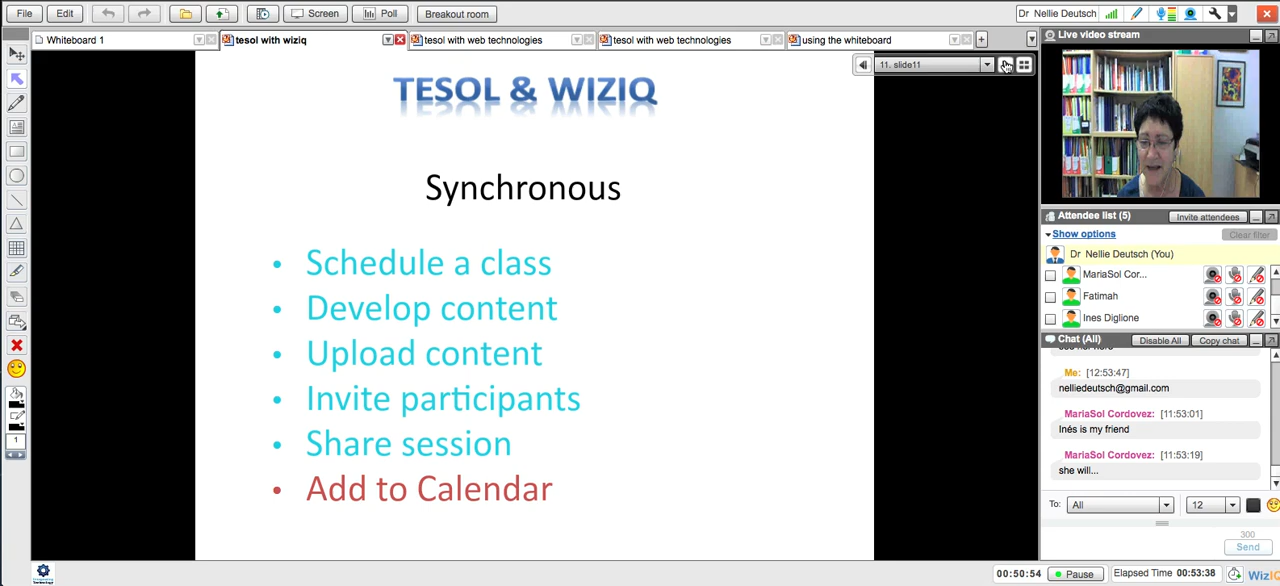 File
Edit
Screen
Poll
Breakout room
Dr Nellie Deutsch
Whiteboard 1
tesol with wiziq
tesol with web technologies
tesol with web technologies
using the whiteboard
11. slide11
TESOL & WIZIQ
Synchronous
• Schedule a class
• Develop content
• Upload content
• Invite participants
• Share session
• Add to Calendar
1
Live video stream
Attendee list (5)
Invite attendees
Show options
Clear filter
Dr Nellie Deutsch (You)
MariaSol Cor...
Fatimah
Ines Diglione
Chat (All)
Disable All
Copy chat
Me: [12:53:47]
nelliedeutsch@gmail.com
MariaSol Cordovez: [11:53:01]
Inés is my friend
MariaSol Cordovez: [11:53:19]
she will...
To: All
12
300
Send
00:50:54
Pause
Elapsed Time 00:53:38
WizIQ